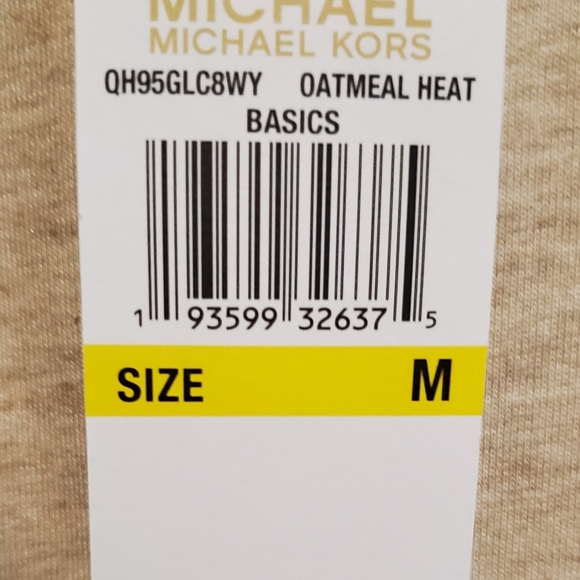 MICHAEL
MICHAEL KORS
QH95GLC8WY OATMEAL HEAT
BASICS
1 93599 32637 5
SIZE M